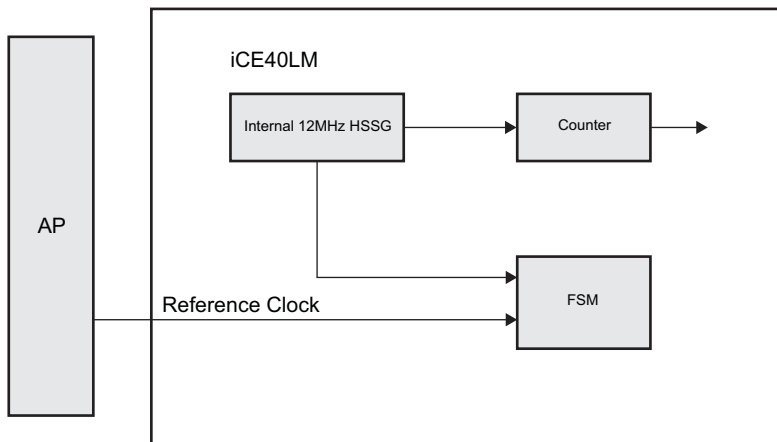 iCE40LM
Internal 12MHz HSSG
Counter
AP
FSM
Reference Clock